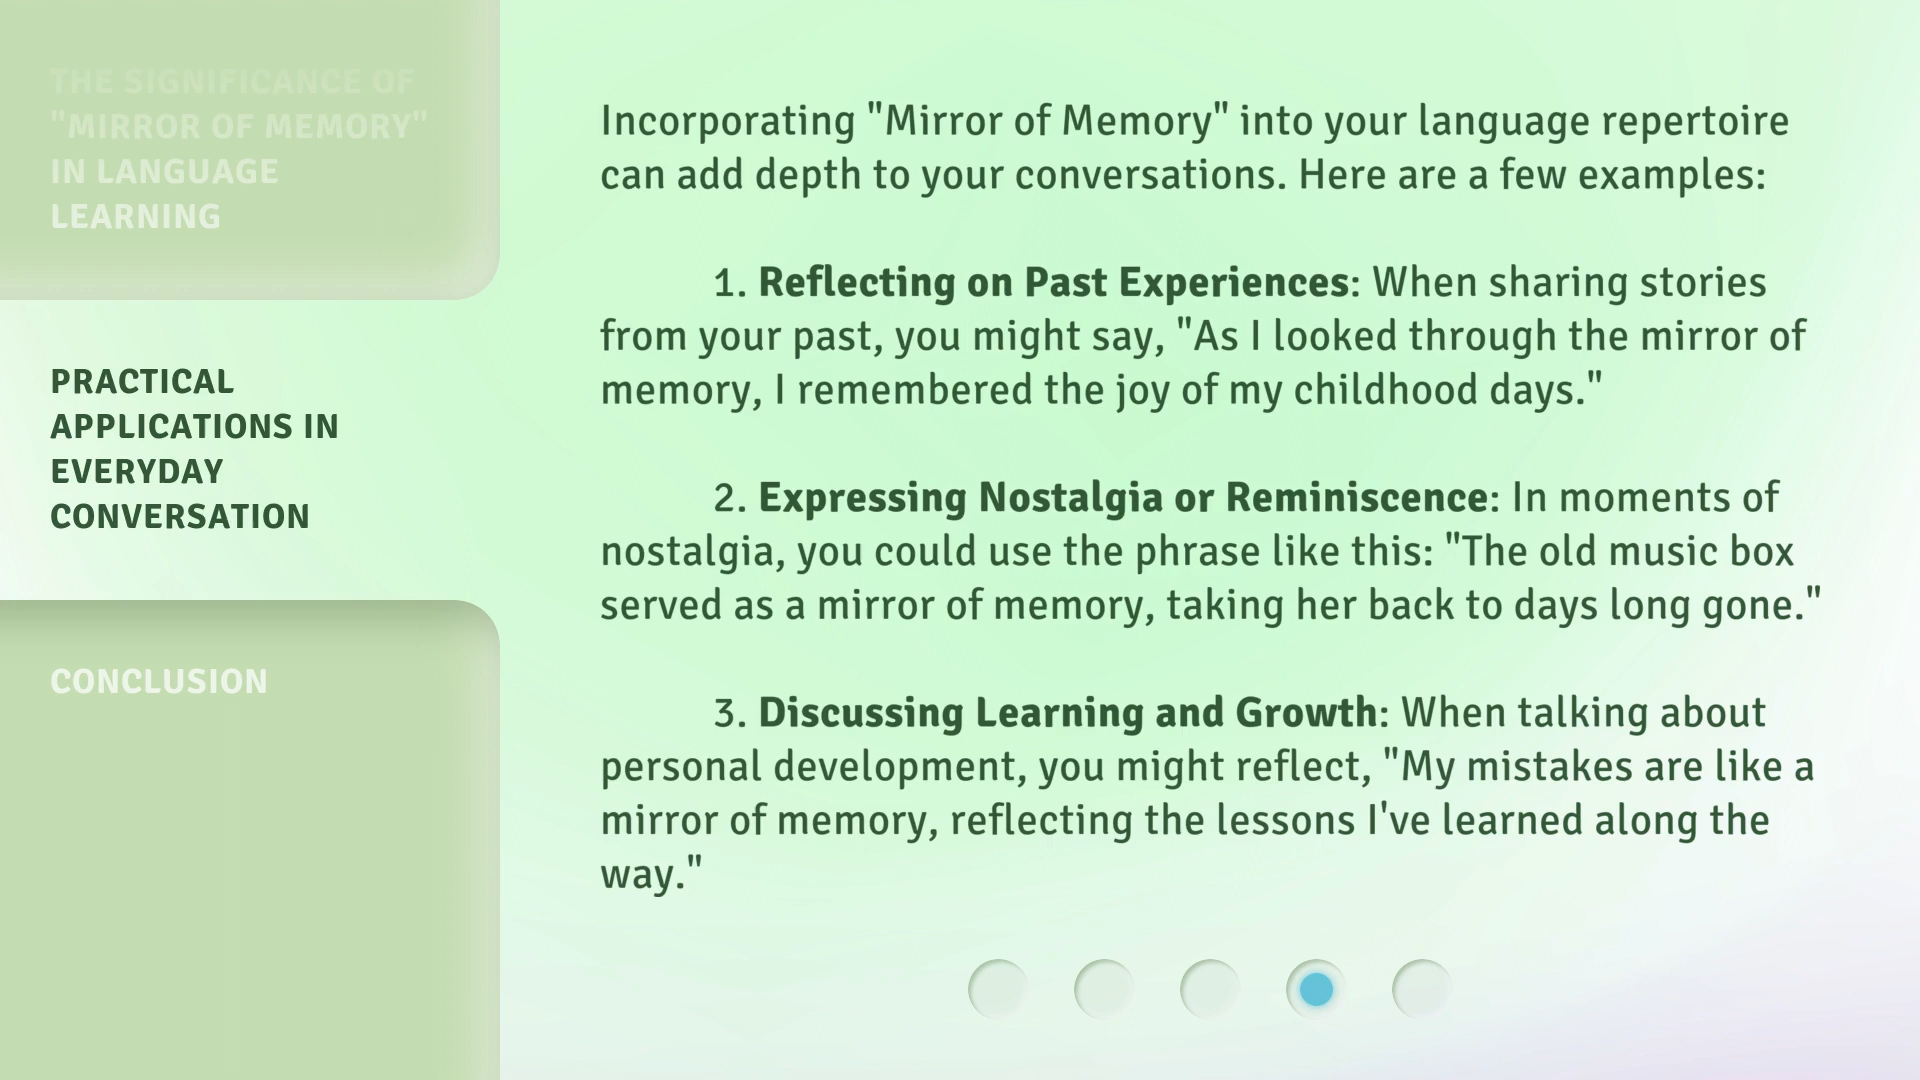 THE SIGNIFICANCE OF
"MIRROR OF MEMORY"
IN LANGUAGE
LEARNING
PRACTICAL
APPLICATIONS IN
EVERYDAY
CONVERSATION
CONCLUSION
Incorporating "Mirror of Memory" into your language repertoire
can add depth to your conversations. Here are a few examples:
1. Reflecting on Past Experiences: When sharing stories
from your past, you might say, "As I looked through the mirror of
memory, I remembered the joy of my childhood days."
2. Expressing Nostalgia or Reminiscence: In moments of
nostalgia, you could use the phrase like this: "The old music box
served as a mirror of memory, taking her back to days long gone."
3. Discussing Learning and Growth: When talking about
personal development, you might reflect, "My mistakes are like a
mirror of memory, reflecting the lessons I've learned along the
way."